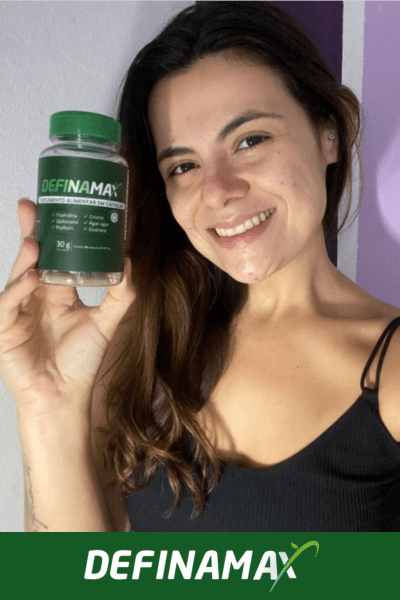 DEFINAMAX
SUPLEMENTO ALIMENTAR EM CÁPSULAS
✓ Espirulina ✓ Cromo
✓ Quitosana ✓ Agar-agar
✓ Psyllium ✓ Guaraná
30 g
DEFINAMAX